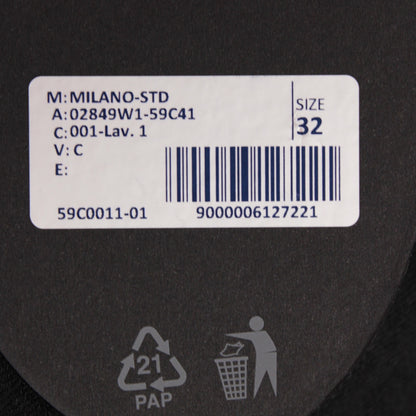 M: MILANO-STD
A: 02849W1-59C41
C: 001-Lav. 1
V: C
E:
SIZE
32
59C0011-01
9000006127221
21
PAP